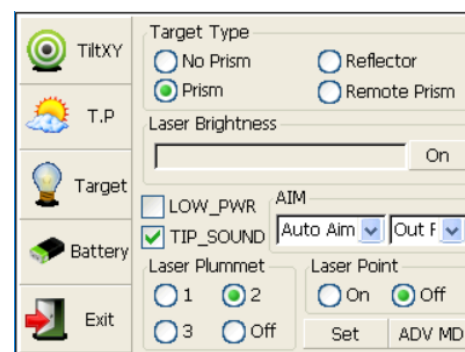 TiltXY
T.P
Target
Battery
Exit
Target Type
No Prism Reflector
Prism Remote Prism
Laser Brightness
On
LOW_PWR AIM
TIP_SOUND Auto Aim Out F
Laser Plummet Laser Point
1 2 On Off
3 Off Set ADV MD